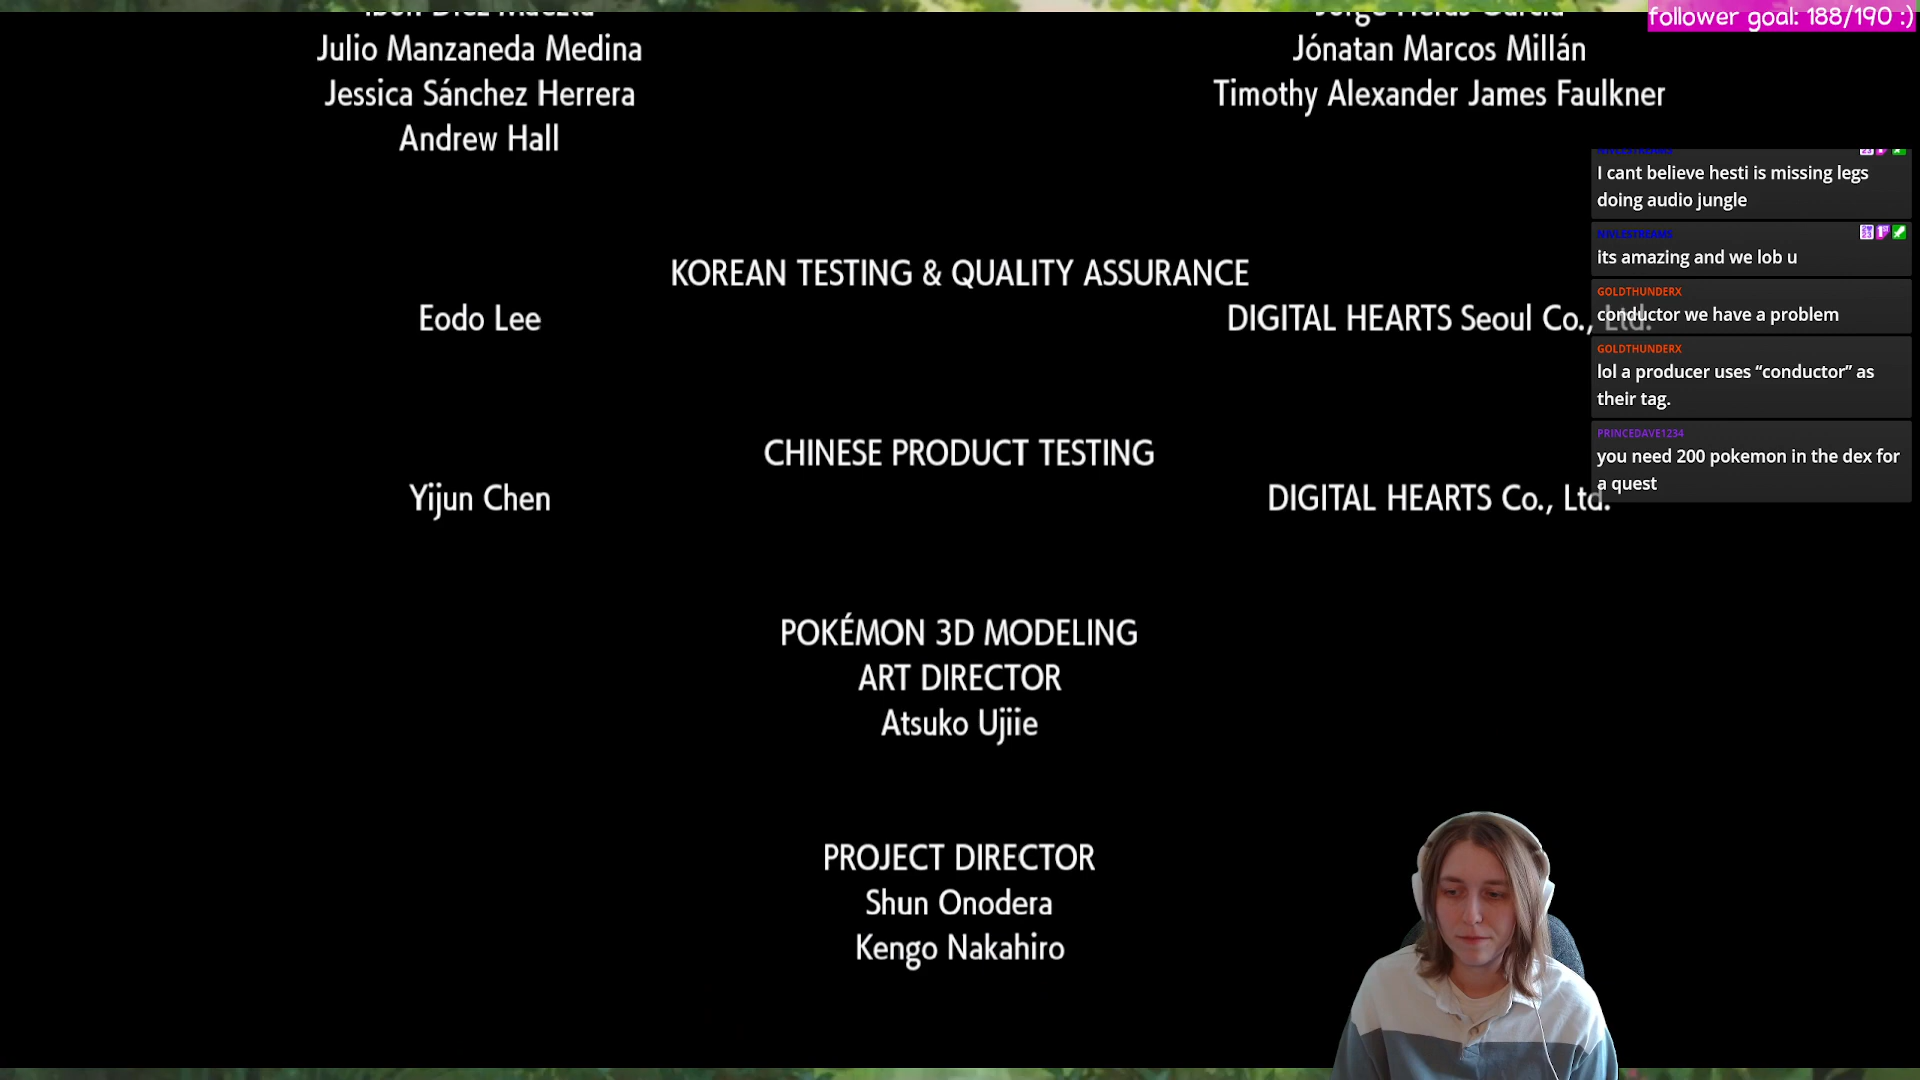 follower goal: 188/190 :)
Julio Manzaneda Medina
Jónatan Marcos Millán
Jessica Sánchez Herrera
Timothy Alexander James Faulkner
Andrew Hall
KOREAN TESTING & QUALITY ASSURANCE
Eodo Lee
DIGITAL HEARTS Seoul Co., Ltd.
CHINESE PRODUCT TESTING
Yijun Chen
DIGITAL HEARTS Co., Ltd.
POKÉMON 3D MODELING
ART DIRECTOR
Atsuko Ujiie
PROJECT DIRECTOR
Shun Onodera
Kengo Nakahiro
I cant believe hesti is missing legs
doing audio jungle
NIVLESTREAMS
its amazing and we lob u
GOLDTHUNDERX
conductor we have a problem
GOLDTHUNDERX
lol a producer uses “conductor” as
their tag.
PRINCEDAVE1234
you need 200 pokemon in the dex for
a quest